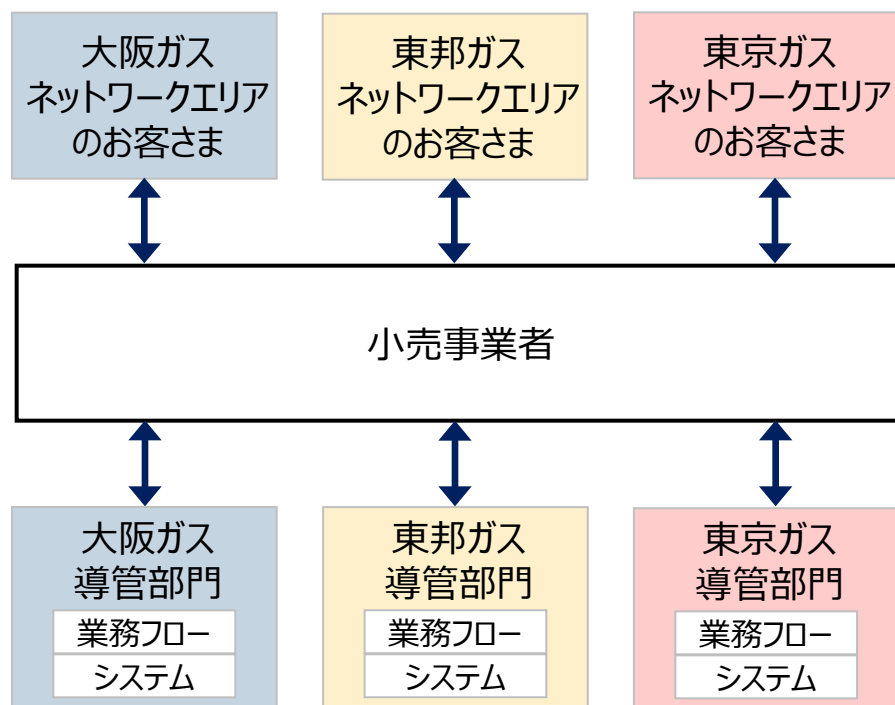 大阪ガス
ネットワークエリア
のお客さま
東邦ガス
ネットワークエリア
のお客さま
東京ガス
ネットワークエリア
のお客さま
小売事業者
大阪ガス
導管部門
業務フロー
システム
東邦ガス
導管部門
業務フロー
システム
東京ガス
導管部門
業務フロー
システム